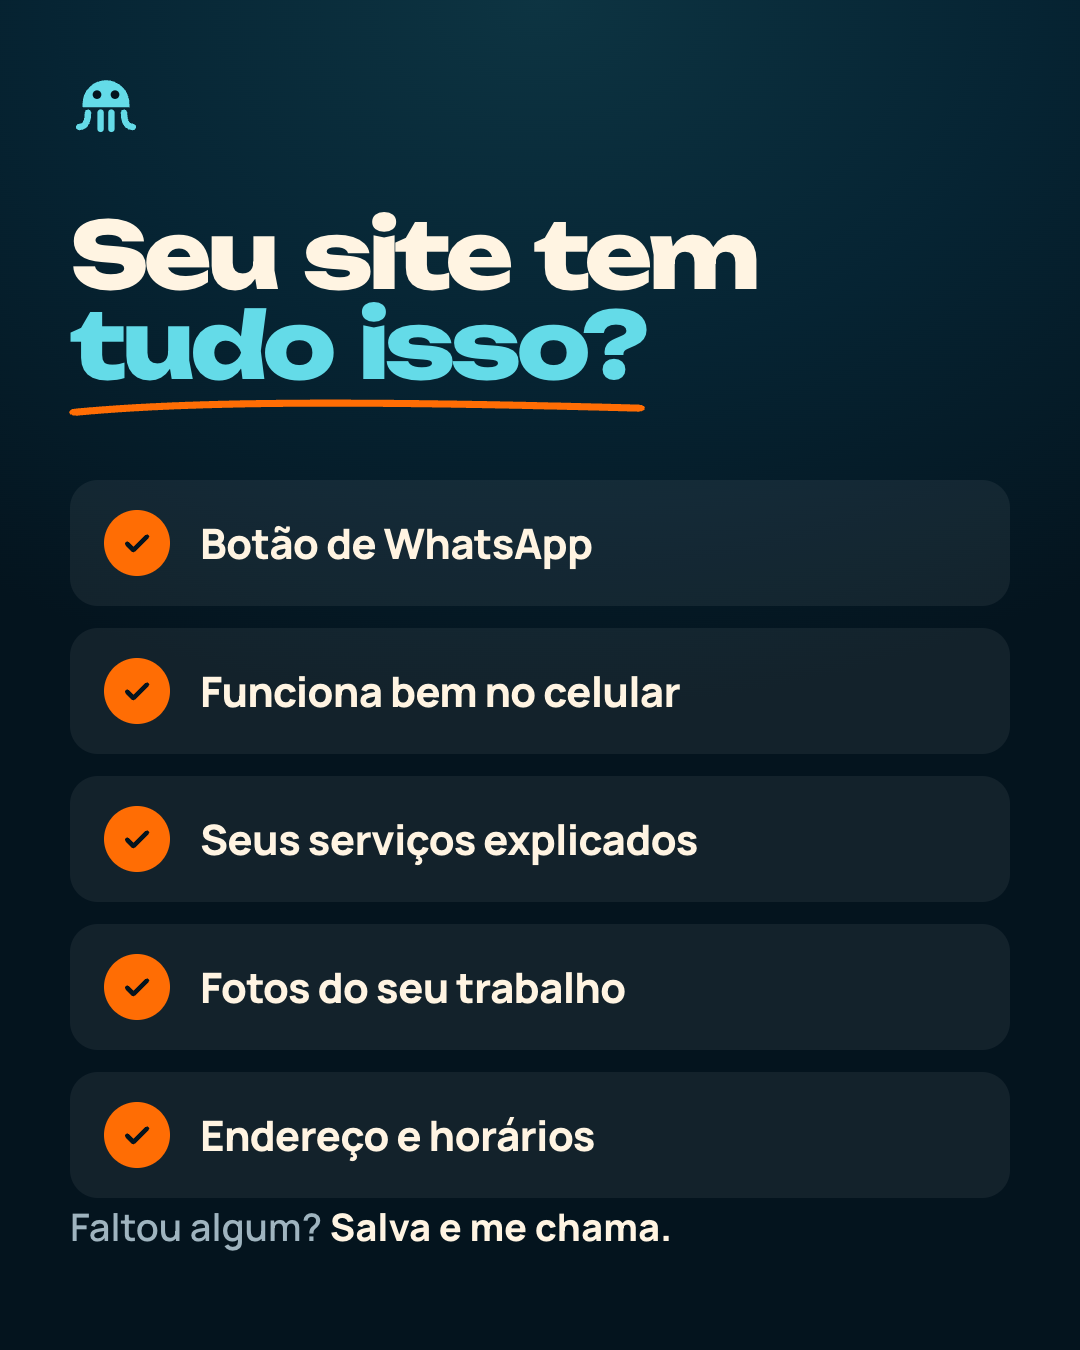 Seu site tem
tudo isso?
Botão de WhatsApp
Funciona bem no celular
Seus serviços explicados
Fotos do seu trabalho
Endereço e horários
Faltou algum? Salva e me chama.